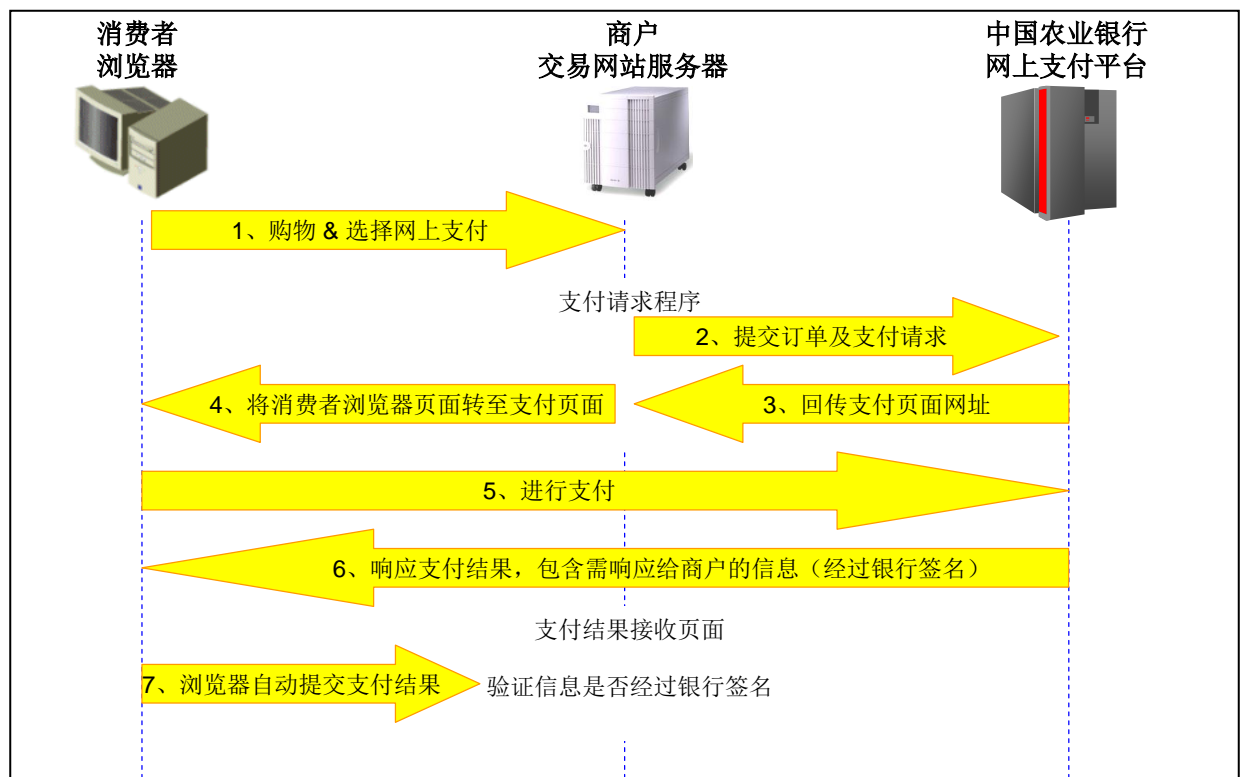 消费者
浏览器
商户
交易网站服务器
中国农业银行
网上支付平台
1、购物 & 选择网上支付
支付请求程序
2、提交订单及支付请求
4、将消费者浏览器页面转至支付页面
3、回传支付页面网址
5、进行支付
6、响应支付结果，包含需响应给商户的信息（经过银行签名）
支付结果接收页面
7、浏览器自动提交支付结果
验证信息是否经过银行签名